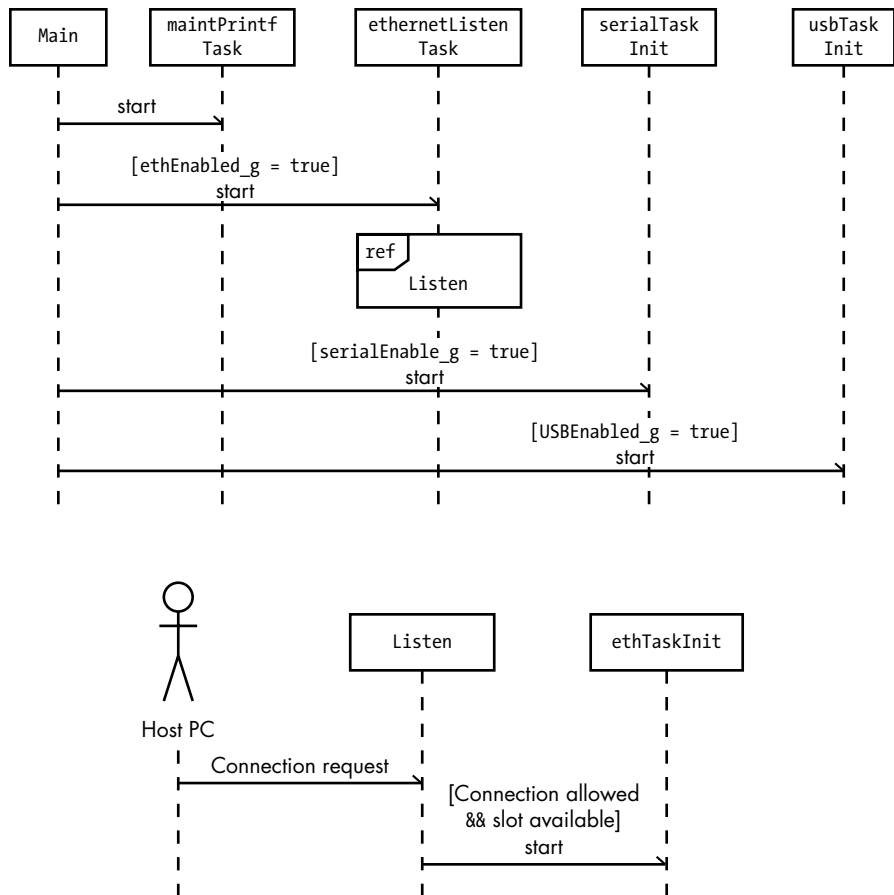 Main
maintPrintf
Task
ethernetListen
Task
serialTask
Init
usbTask
Init
start
[ethEnabled_g = true]
start
ref
Listen
[serialEnable_g = true]
start
[USBEnabled_g = true]
start
Listen
ethTaskInit
Host PC
Connection request
[Connection allowed
&& slot available]
start